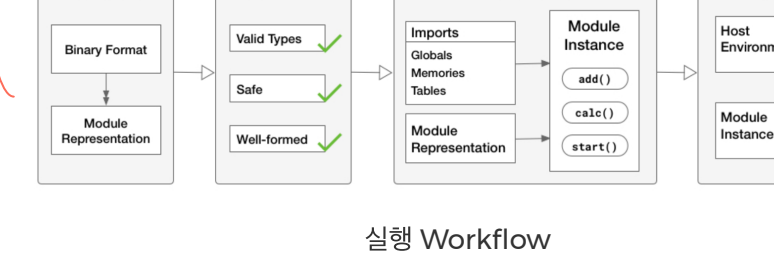 Binary Format
Module
Representation
Valid Types
Safe
Well-formed
Imports
Globals
Memories
Tables
Module
Representation
Module
Instance
add()
calc()
start()
Host
Module
Instance
실행 Workflow